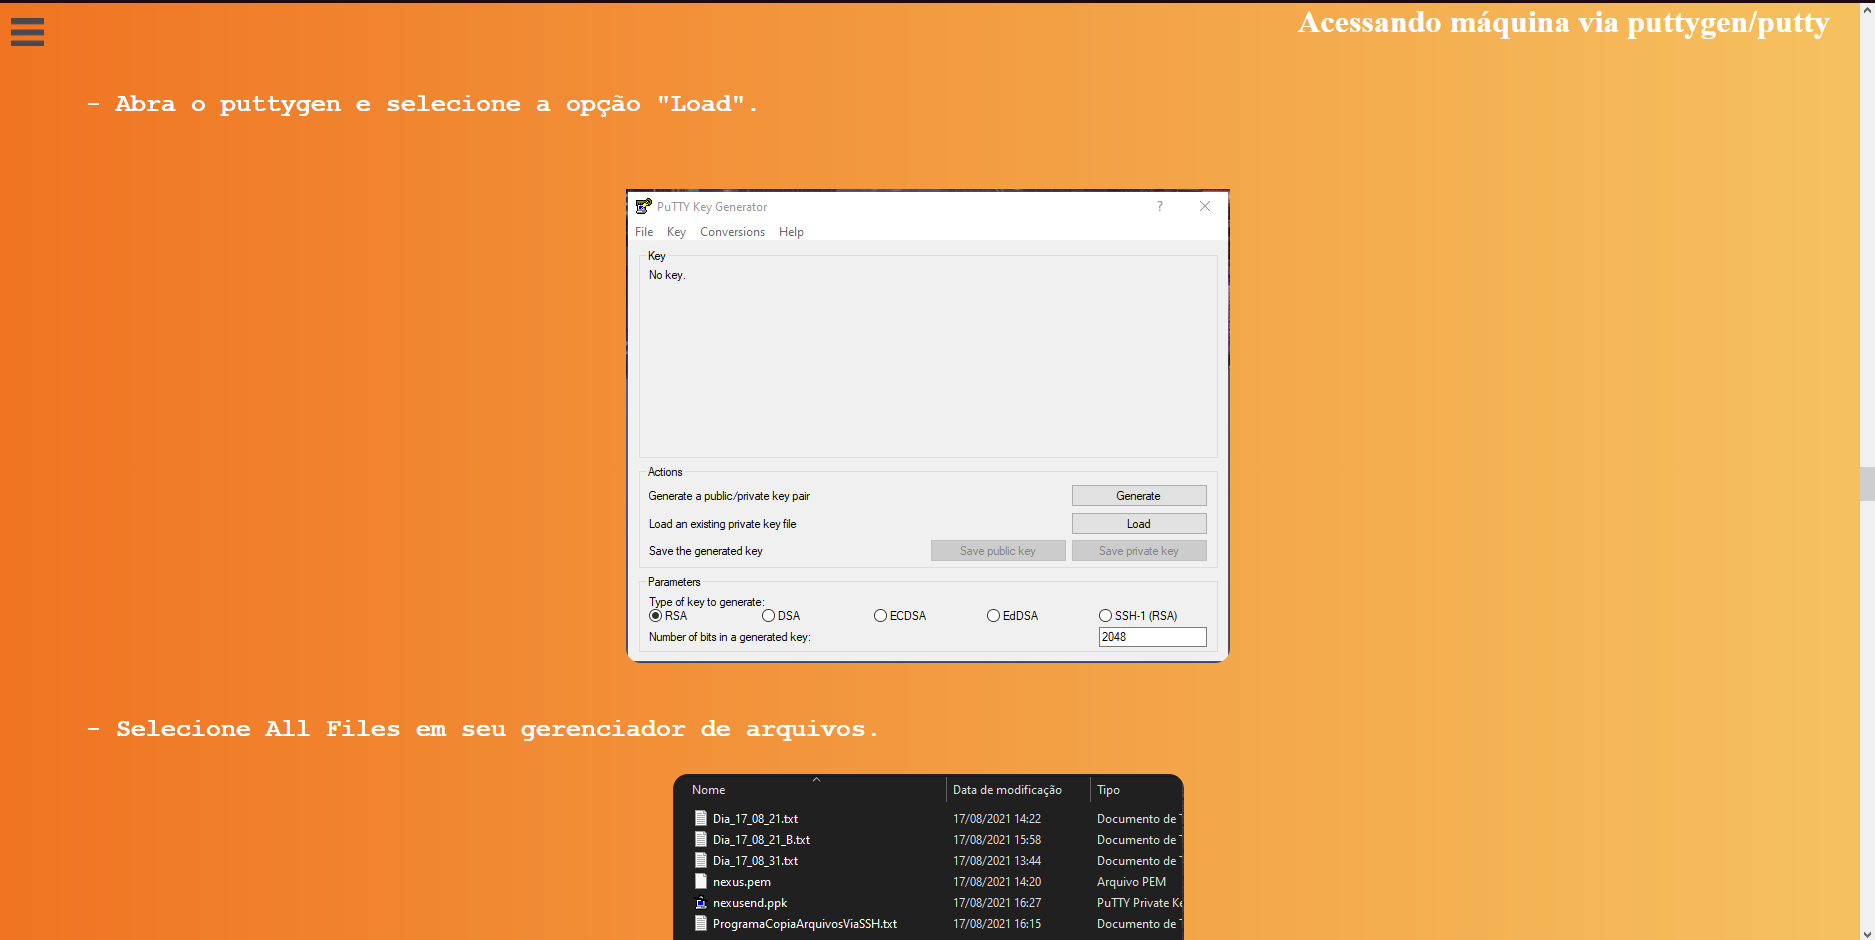 Acessando máquina via puttygen/putty
- Abra o puttygen e selecione a opção "Load".
PuTTY Key Generator ?
File Key Conversions Help
Key
No key.
Actions
Generate a public/private key pair Generate
Load an existing private key file Load
Save the generated key Save public key Save private key
Parameters
Type of key to generate:
RSA DSA ECDSA EdDSA SSH-1 (RSA)
Number of bits in a generated key: 2048
- Selecione All Files em seu gerenciador de arquivos.
Nome Data de modificação Tipo
Dia_17_08_21.txt 17/08/2021 14:22 Documento de
Dia_17_08_21_B.txt 17/08/2021 15:58 Documento de
Dia_17_08_31.txt 17/08/2021 13:44 Documento de
nexus.pem 17/08/2021 14:20 Arquivo PEM
nexusend.ppk 17/08/2021 16:27 PuTTY Private
ProgramaCopiaArquivosViaSSH.txt 17/08/2021 16:15 Documento de